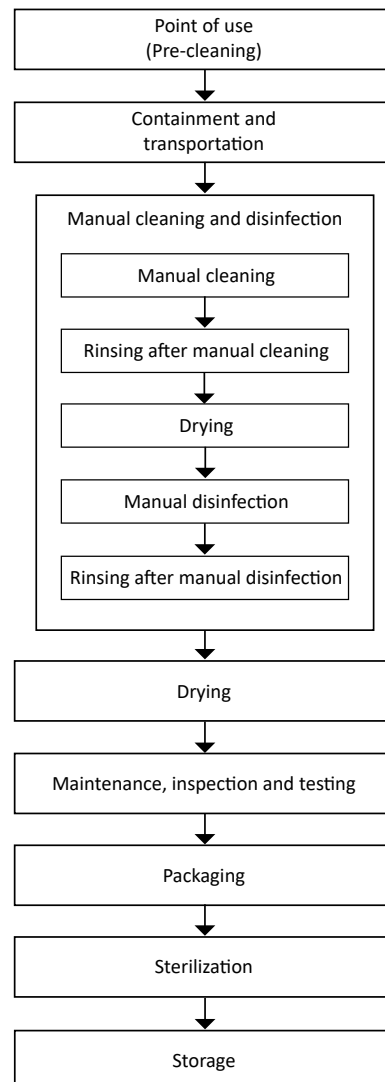 Point of use
(Pre-cleaning)
Containment and
transportation
Manual cleaning and disinfection
Manual cleaning
Rinsing after manual cleaning
Drying
Manual disinfection
Rinsing after manual disinfection
Drying
Maintenance, inspection and testing
Packaging
Sterilization
Storage